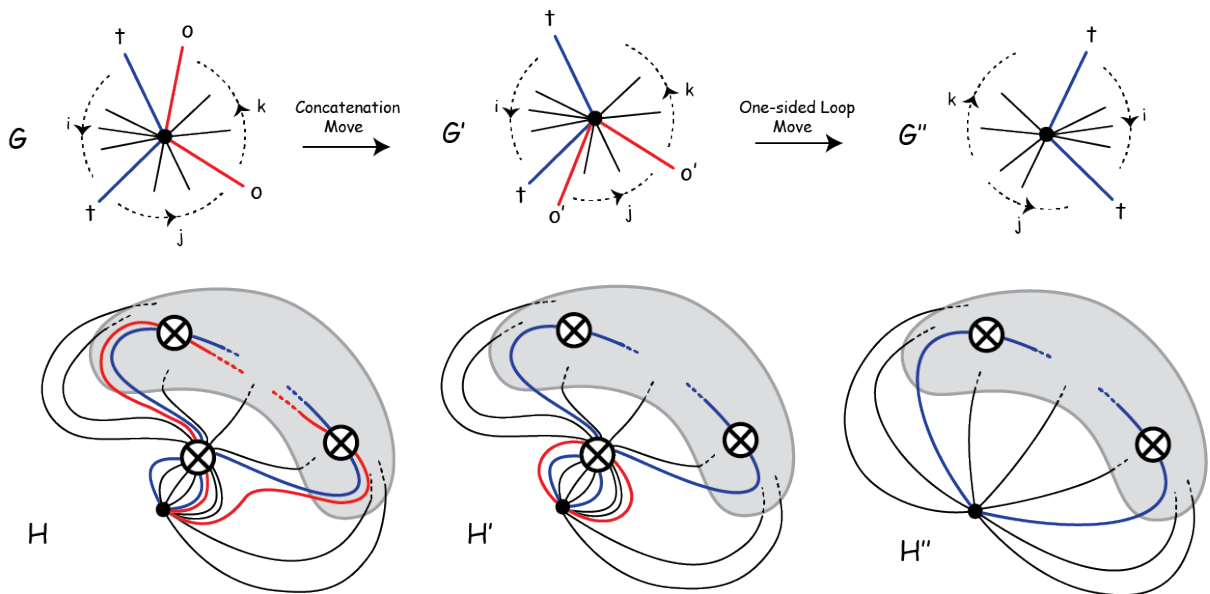 t o
k
i
G
t
o
j
Concatenation
Move
t
k
i
G'
t
o'
o'
j
One-sided Loop
Move
t
k
i
G''
t
j
H
H'
H''